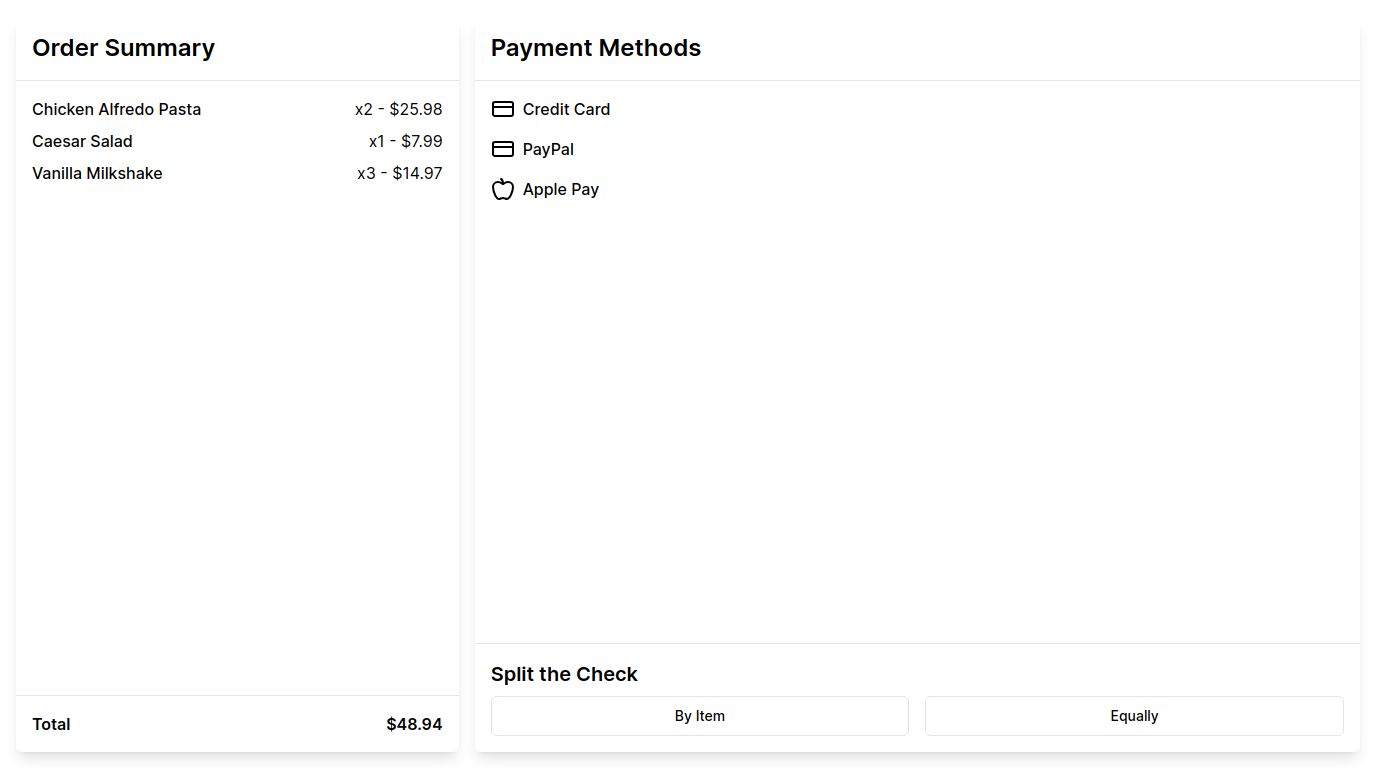 Order Summary
Chicken Alfredo Pasta x2 - $25.98
Caesar Salad x1 - $7.99
Vanilla Milkshake x3 - $14.97
Total $48.94
Payment Methods
Credit Card
PayPal
Apple Pay
Split the Check
By Item Equally